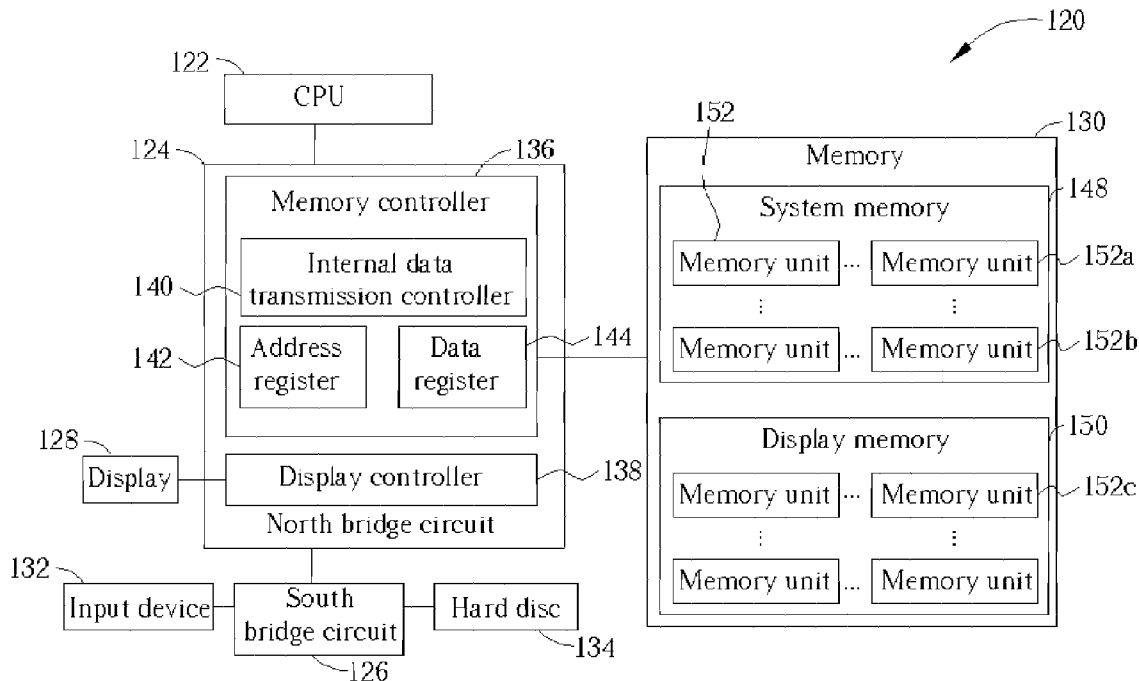 120
122
CPU
152
130
124
136
Memory
Memory controller
148
System memory
Internal data
transmission controller
140
Memory unit ... Memory unit
152a
142
Address
register
Data
register
144
Memory unit ... Memory unit
152b
128
Display
Display controller
138
North bridge circuit
150
Display memory
Memory unit ... Memory unit
152c
Memory unit ... Memory unit
132
Input device
South
bridge circuit
126
Hard disc
134